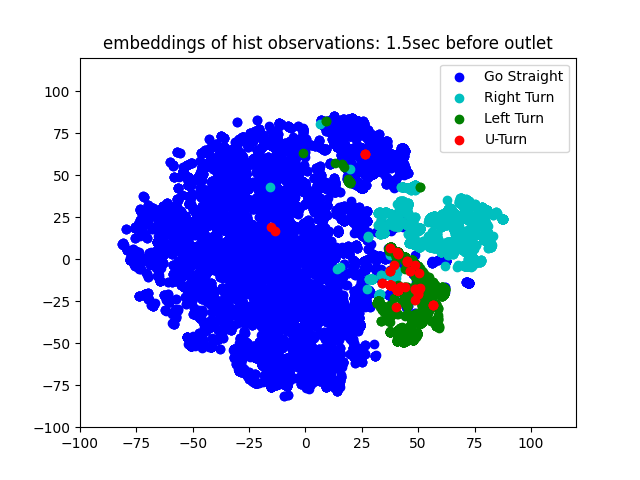 embeddings of hist observations: 1.5sec before outlet
Go Straight
Right Turn
Left Turn
U-Turn
100
75
50
25
0
−25
−50
−75
−100
−100 −75 −50 −25 0 25 50 75 100